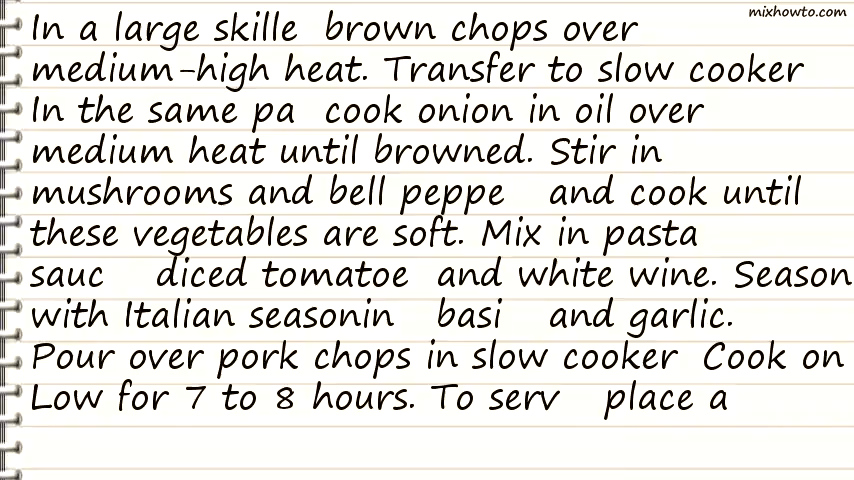 mixhowto.com
In a large skille brown chops over
medium-high heat. Transfer to slow cooker
In the same pa cook onion in oil over
medium heat until browned. Stir in
mushrooms and bell peppe and cook until
these vegetables are soft. Mix in pasta
sauc diced tomatoe and white wine. Season
with Italian seasonin basi and garlic.
Pour over pork chops in slow cooker Cook on
Low for 7 to 8 hours. To serv place a